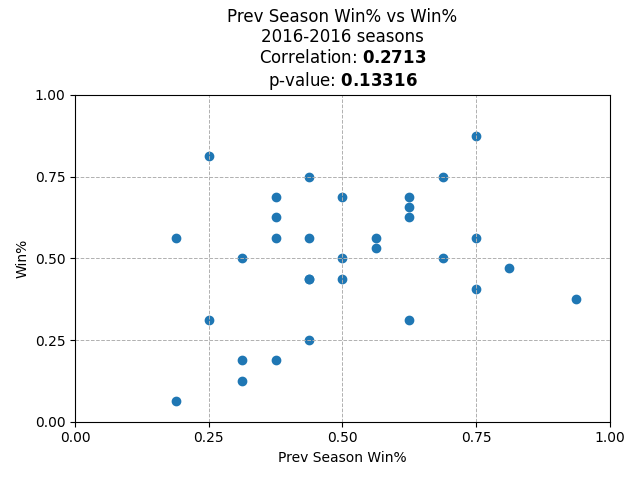 Prev Season Win% vs Win%
2016-2016 seasons
Correlation: 0.2713
p-value: 0.13316
1.00
0.75
0.50
0.25
0.00
Win%
0.00 0.25 0.50 0.75 1.00
Prev Season Win%